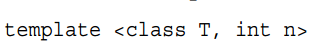 template <class T, int n>